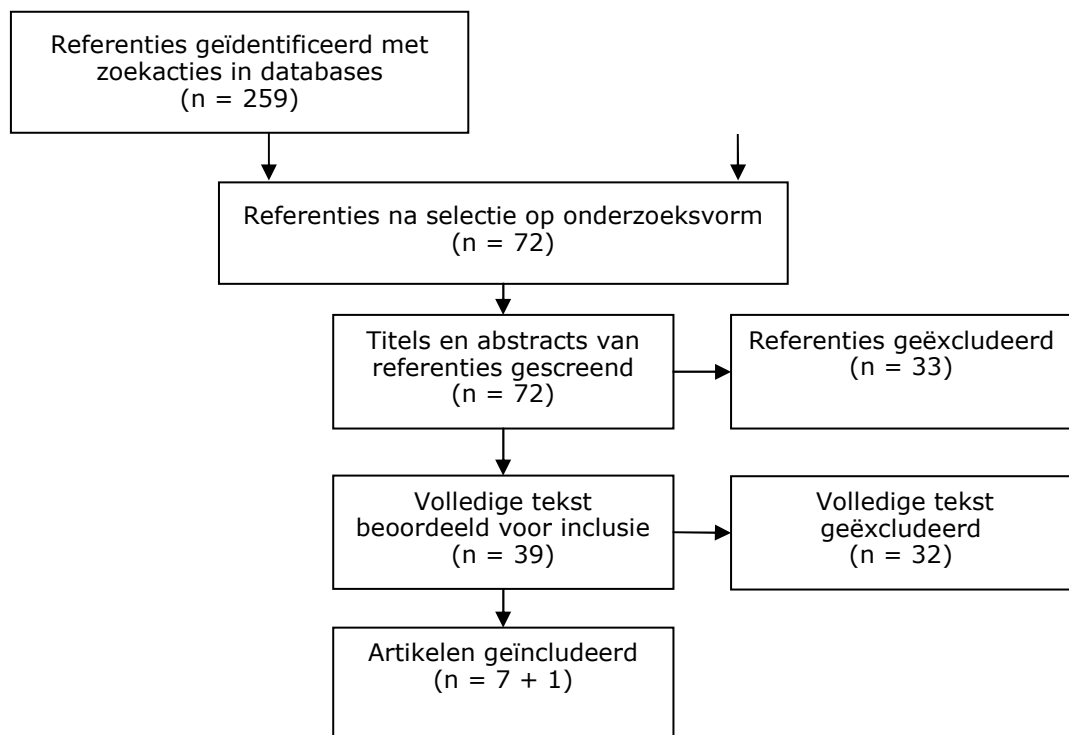 Referenties geïdentificeerd met
zoekacties in databases
(n = 259)
Referenties na selectie op onderzoeksvorm
(n = 72)
Titels en abstracts van
referenties gescreend
(n = 72)
Referenties geëxcludeerd
(n = 33)
Volledige tekst
beoordeeld voor inclusie
(n = 39)
Volledige tekst
geëxcludeerd
(n = 32)
Artikelen geïncludeerd
(n = 7 + 1)